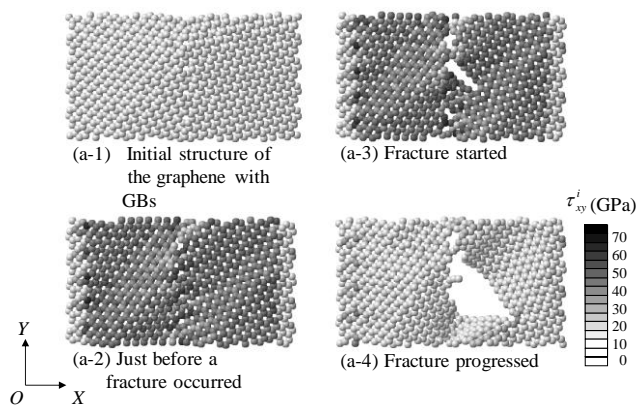 (a-1) Initial structure of
the graphene with
GBs
(a-3) Fracture started
τ^i_xy (GPa)
70
60
50
40
30
20
10
0
(a-2) Just before a
fracture occurred
(a-4) Fracture progressed
Y
O
X